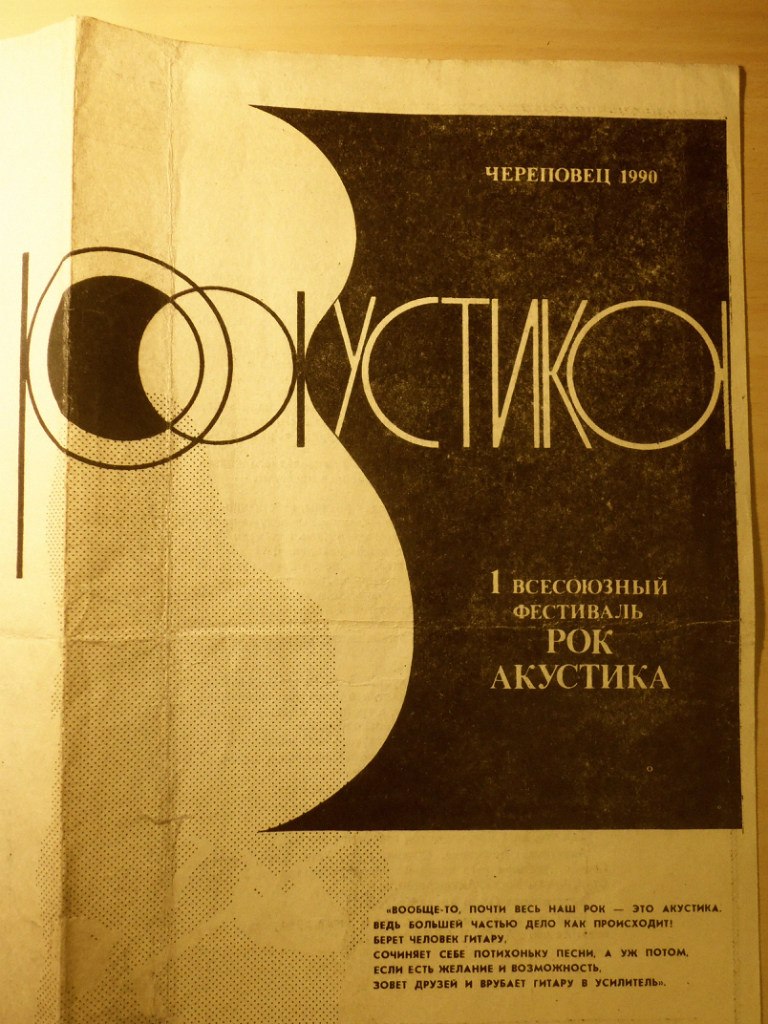 ЧЕРЕПОВЕЦ 1990
РОАКУСТИКА
1 ВСЕСОЮЗНЫЙ
ФЕСТИВАЛЬ
РОК
АКУСТИКА
«ВООБЩЕ-ТО, ПОЧТИ ВЕСЬ НАШ РОК — ЭТО АКУСТИКА.
ВЕДЬ БОЛЬШЕЙ ЧАСТЬЮ ДЕЛО КАК ПРОИСХОДИТ!
БЕРЕТ ЧЕЛОВЕК ГИТАРУ,
СОЧИНЯЕТ СЕБЕ ПОТИХОНЬКУ ПЕСНИ, А УЖ ПОТОМ,
ЕСЛИ ЕСТЬ ЖЕЛАНИЕ И ВОЗМОЖНОСТЬ,
ЗОВЕТ ДРУЗЕЙ И ВРУБАЕТ ГИТАРУ В УСИЛИТЕЛЬ».